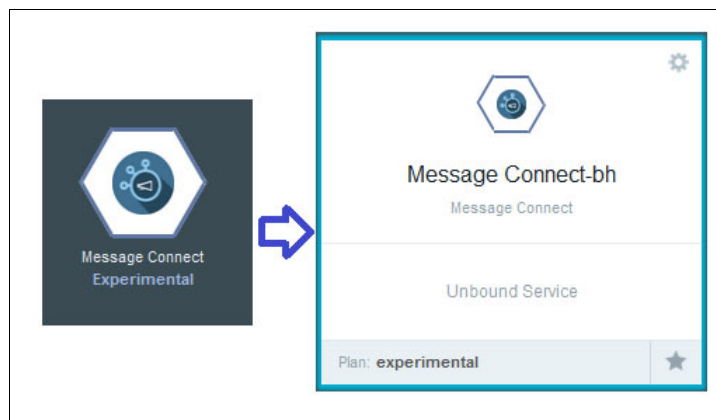 Message Connect
Experimental
Message Connect-bh
Message Connect
Unbound Service
Plan: experimental